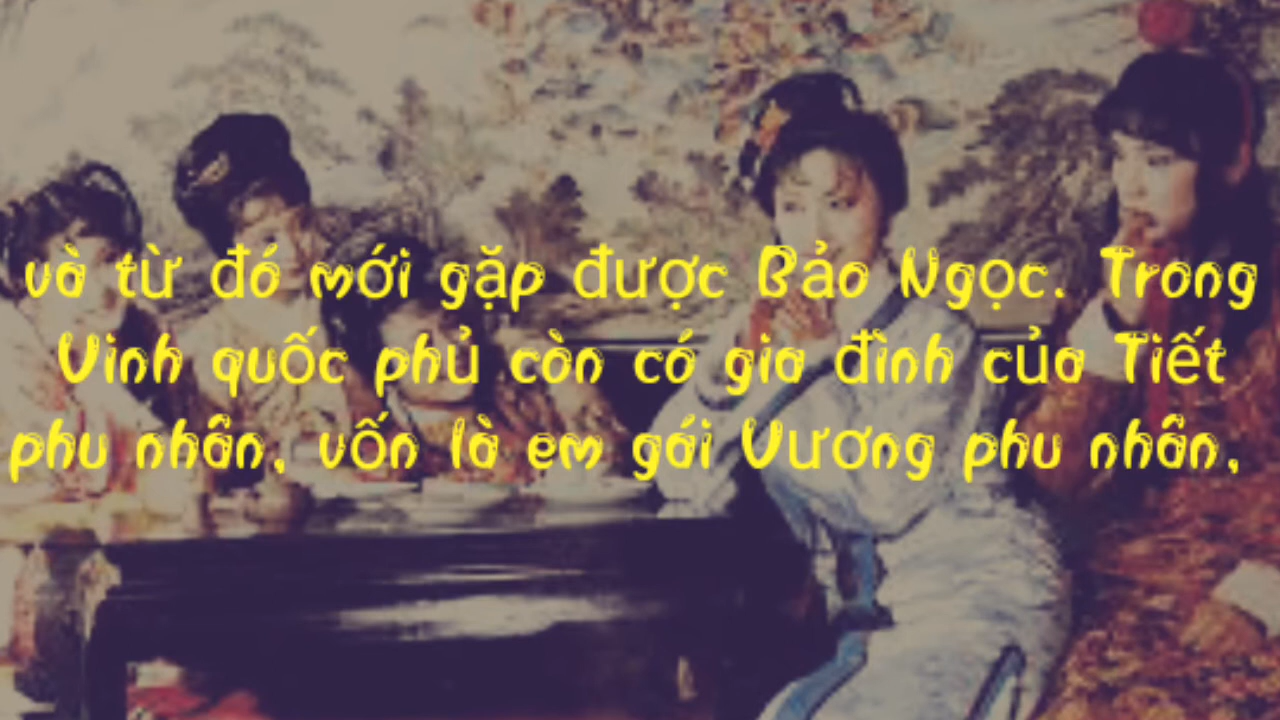 và từ đó mới gặp được Bảo Ngọc. Trong
Vinh quốc phủ còn có gia đình của Tiết
phu nhân, vốn là em gái Vương phu nhân,